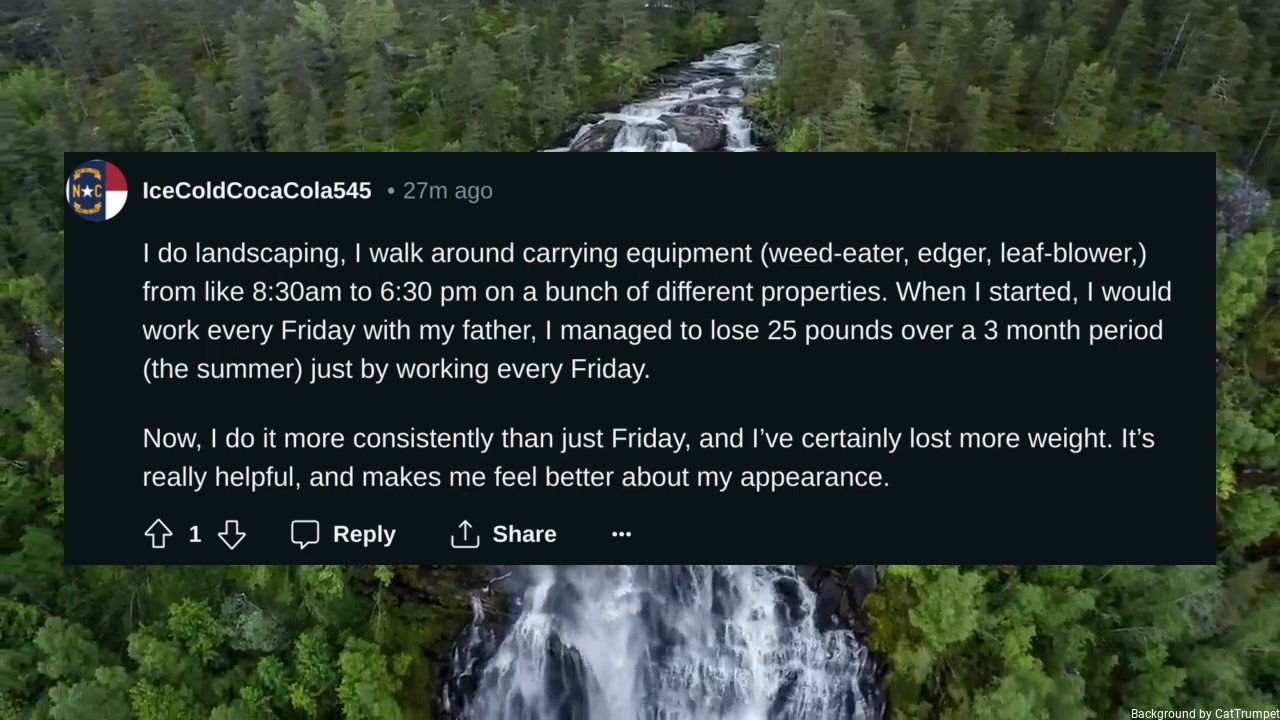 IceColdCocaCola545 • 27m ago
I do landscaping, I walk around carrying equipment (weed-eater, edger, leaf-blower,)
from like 8:30am to 6:30 pm on a bunch of different properties. When I started, I would
work every Friday with my father, I managed to lose 25 pounds over a 3 month period
(the summer) just by working every Friday.
Now, I do it more consistently than just Friday, and I’ve certainly lost more weight. It’s
really helpful, and makes me feel better about my appearance.
1 Reply Share ...
N C
Background by CatTrumpet